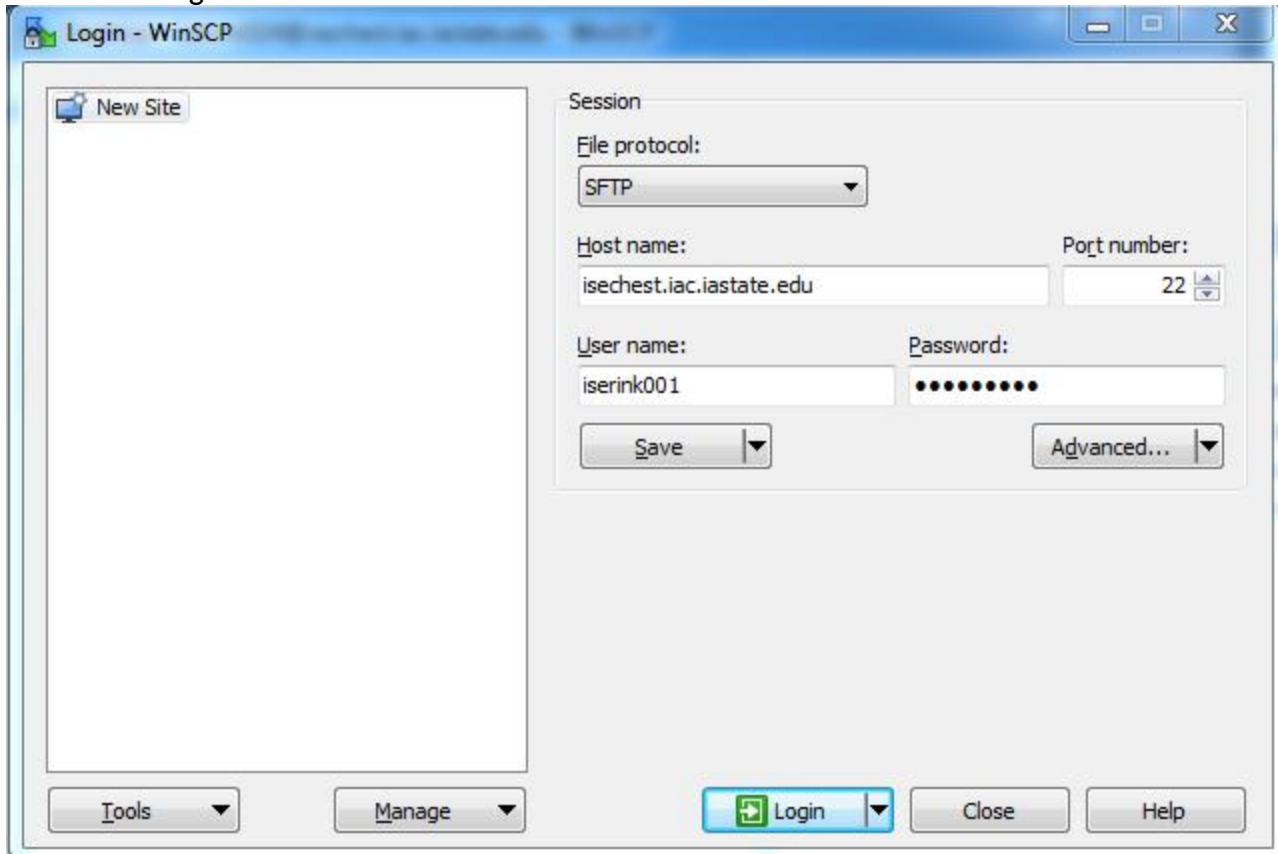 Login - WinSCP
New Site
Session
File protocol:
SFTP
Host name: Port number:
isechest.iac.iastate.edu 22
User name: Password:
iserink001 •••••••••
Save Advanced...
Tools Manage Login Close Help